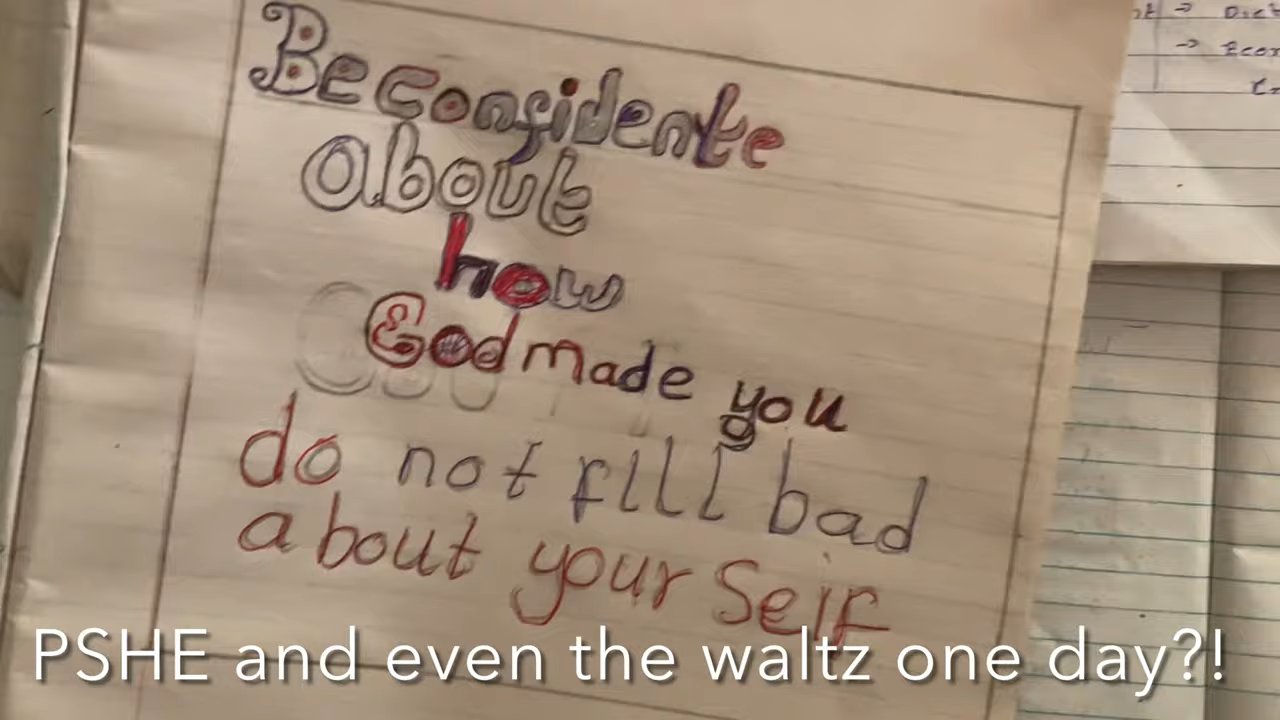 Be confidente
About
how
God made you
do not fill bad
about your Self
PSHE and even the waltz one day?!